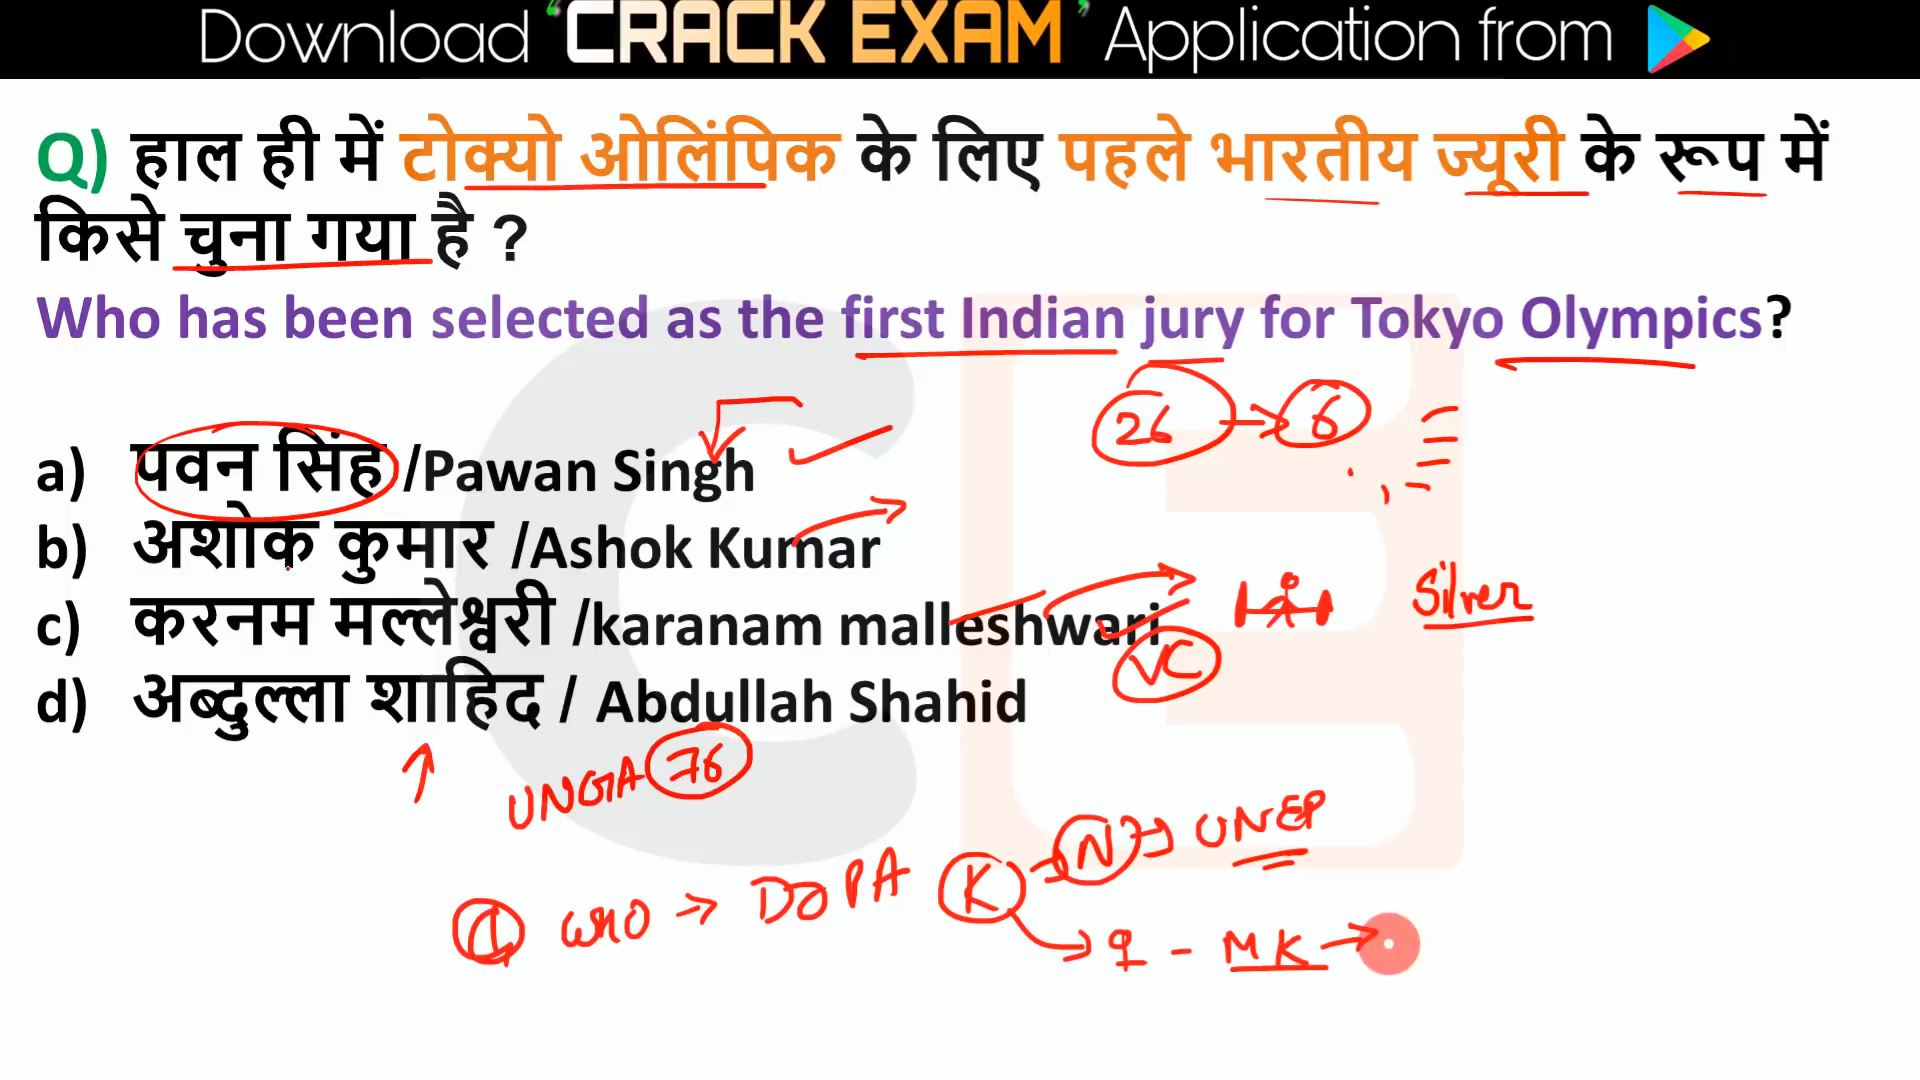 Download 'CRACK EXAM' Application from
Q) हाल ही में टोक्यो ओलिंपिक के लिए पहले भारतीय ज्यूरी के रूप में
किसे चुना गया है ?
Who has been selected as the first Indian jury for Tokyo Olympics?
26 → 6
a) पवन सिंह /Pawan Singh
b) अशोक कुमार /Ashok Kumar
c) करनम मल्लेश्वरी /karanam malleshwari
Silver
VC
d) अब्दुल्ला शाहिद / Abdullah Shahid
UNGA 76
K → N → UNEP
WHO →
- MK →